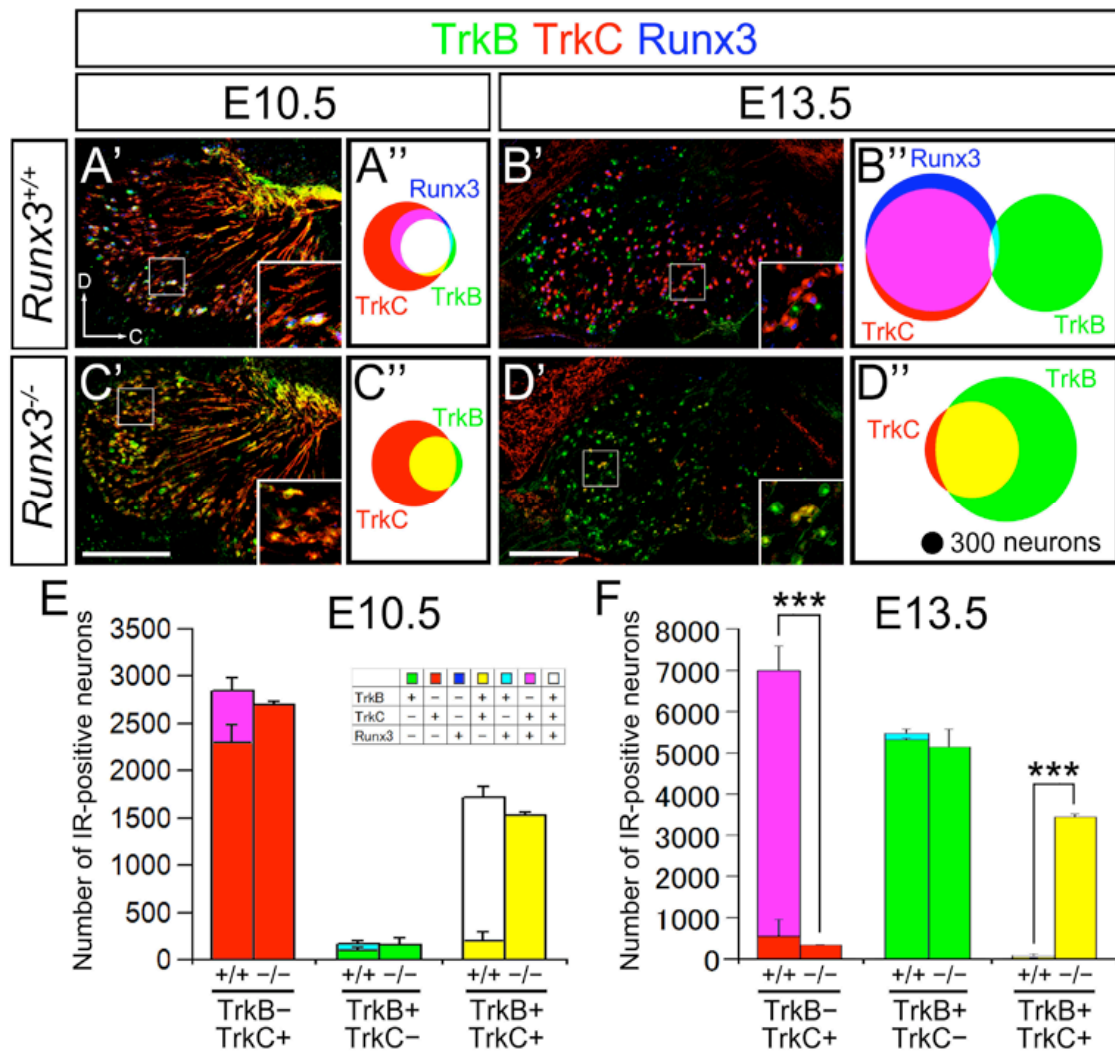 TrkB TrkC Runx3
E10.5
E13.5
Runx3+/+
A'
D
C
A''
Runx3
TrkC
TrkB
B'
B''
Runx3
TrkC
TrkB
Runx3-/-
C'
C''
TrkB
TrkC
D'
D''
TrkB
TrkC
300 neurons
E
E10.5
Number of IR-positive neurons
3500
3000
2500
2000
1500
1000
500
0
TrkB + − − + + − +
TrkC − + − + − + +
Runx3 − − + − + + +
+/+ −/− +/+ −/− +/+ −/−
TrkB− TrkB+ TrkB+
TrkC+ TrkC− TrkC+
F
E13.5
Number of IR-positive neurons
8000
7000
6000
5000
4000
3000
2000
1000
0
***
***
+/+ −/− +/+ −/− +/+ −/−
TrkB− TrkB+ TrkB+
TrkC+ TrkC− TrkC+